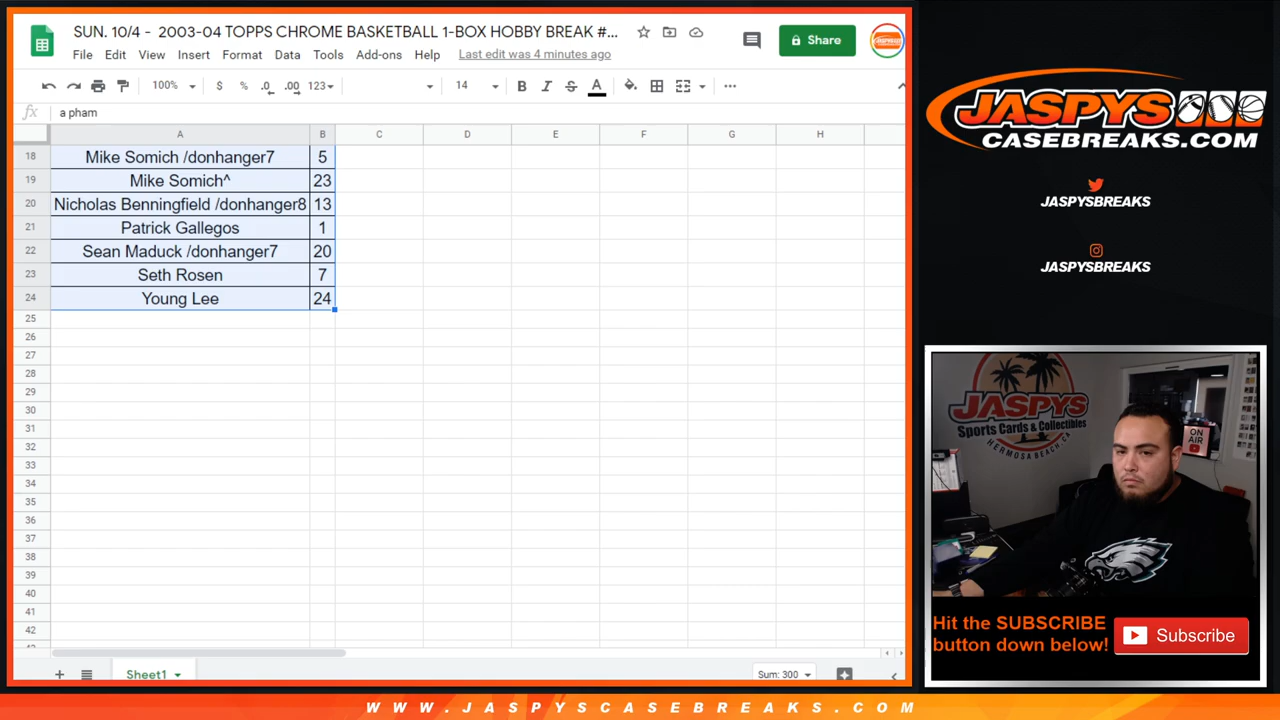 SUN. 10/4 - 2003-04 TOPPS CHROME BASKETBALL 1-BOX HOBBY BREAK #...
Share
File Edit View Insert Format Data Tools Add-ons Help Last edit was 4 minutes ago
100% $ % .0 .00 123 14 B I S A
fx a pham
A B C D E F G H
18 Mike Somich /donhanger7 5
19 Mike Somich^ 23
20 Nicholas Benningfield /donhanger8 13
21 Patrick Gallegos 1
22 Sean Maduck /donhanger7 20
23 Seth Rosen 7
24 Young Lee 24
25
26
27
28
29
30
31
32
33
34
35
36
37
38
39
40
41
42
Sheet1 Sum: 300
JASPYS
CASEBREAKS.COM
JASPYSBREAKS
JASPYSBREAKS
JASPYS
Sports Cards & Collectibles
HERMOSA BEACH, CA
ON
AIR
Hit the SUBSCRIBE
button down below!
Subscribe
WWW.JASPYSCASEBREAKS.COM